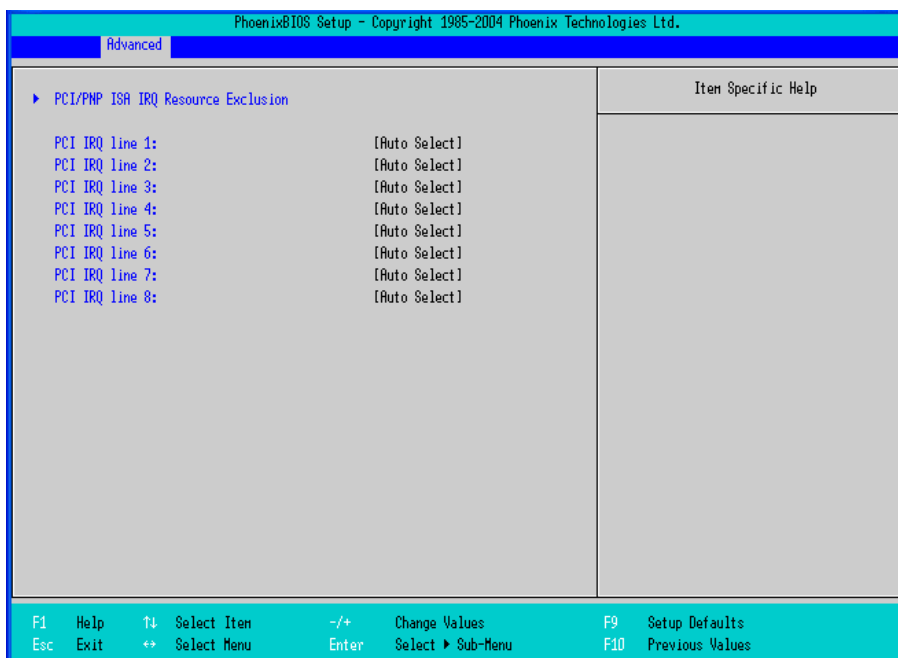 PhoenixBIOS Setup - Copyright 1985-2004 Phoenix Technologies Ltd.
Advanced
▶ PCI/PNP ISA IRQ Resource Exclusion
PCI IRQ line 1: [Auto Select]
PCI IRQ line 2: [Auto Select]
PCI IRQ line 3: [Auto Select]
PCI IRQ line 4: [Auto Select]
PCI IRQ line 5: [Auto Select]
PCI IRQ line 6: [Auto Select]
PCI IRQ line 7: [Auto Select]
PCI IRQ line 8: [Auto Select]
Item Specific Help
F1 Help ↑↓ Select Item -/+ Change Values F9 Setup Defaults
Esc Exit ↔ Select Menu Enter Select ▶ Sub-Menu F10 Previous Values